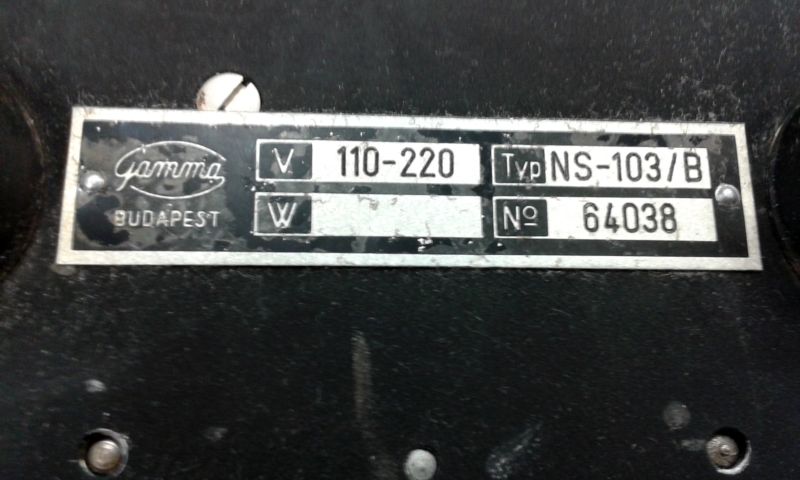 Gamma
BUDAPEST
V 110-220
W
Typ NS-103/B
Nº 64038